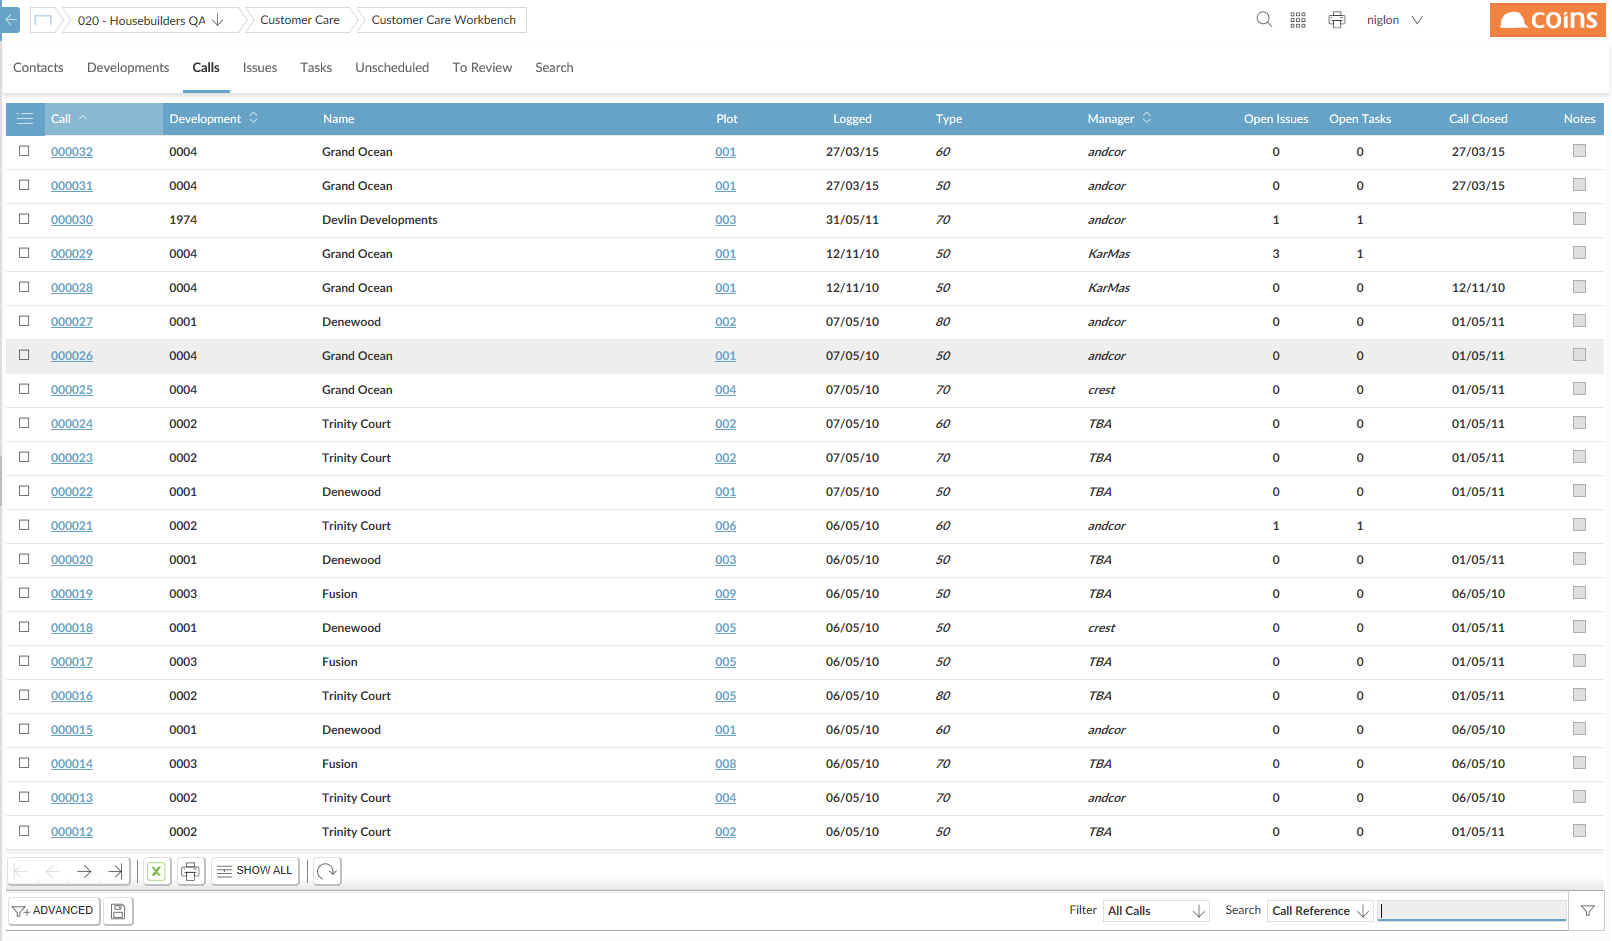 020 - Housebuilders QA Customer Care Customer Care Workbench niglon coins
Contacts Developments Calls Issues Tasks Unscheduled To Review Search
Call Development Name Plot Logged Type Manager Open Issues Open Tasks Call Closed Notes
000032 0004 Grand Ocean 001 27/03/15 60 andcor 0 0 27/03/15
000031 0004 Grand Ocean 001 27/03/15 50 andcor 0 0 27/03/15
000030 1974 Devlin Developments 003 31/05/11 70 andcor 1 1
000029 0004 Grand Ocean 001 12/11/10 50 KarMas 3 1
000028 0004 Grand Ocean 001 12/11/10 50 KarMas 0 0 12/11/10
000027 0001 Denewood 002 07/05/10 80 andcor 0 0 01/05/11
000026 0004 Grand Ocean 001 07/05/10 50 andcor 0 0 01/05/11
000025 0004 Grand Ocean 004 07/05/10 70 crest 0 0 01/05/11
000024 0002 Trinity Court 002 07/05/10 60 TBA 0 0 01/05/11
000023 0002 Trinity Court 002 07/05/10 70 TBA 0 0 01/05/11
000022 0001 Denewood 001 07/05/10 50 TBA 0 0 01/05/11
000021 0002 Trinity Court 006 06/05/10 60 andcor 1 1
000020 0001 Denewood 003 06/05/10 50 TBA 0 0 01/05/11
000019 0003 Fusion 009 06/05/10 50 TBA 0 0 06/05/10
000018 0001 Denewood 005 06/05/10 50 crest 0 0 01/05/11
000017 0003 Fusion 005 06/05/10 50 TBA 0 0 01/05/11
000016 0002 Trinity Court 005 06/05/10 80 TBA 0 0 01/05/11
000015 0001 Denewood 001 06/05/10 60 andcor 0 0 06/05/10
000014 0003 Fusion 008 06/05/10 70 TBA 0 0 06/05/10
000013 0002 Trinity Court 004 06/05/10 70 andcor 0 0 06/05/10
000012 0002 Trinity Court 002 06/05/10 50 TBA 0 0 01/05/11
SHOW ALL
ADVANCED Filter All Calls Search Call Reference